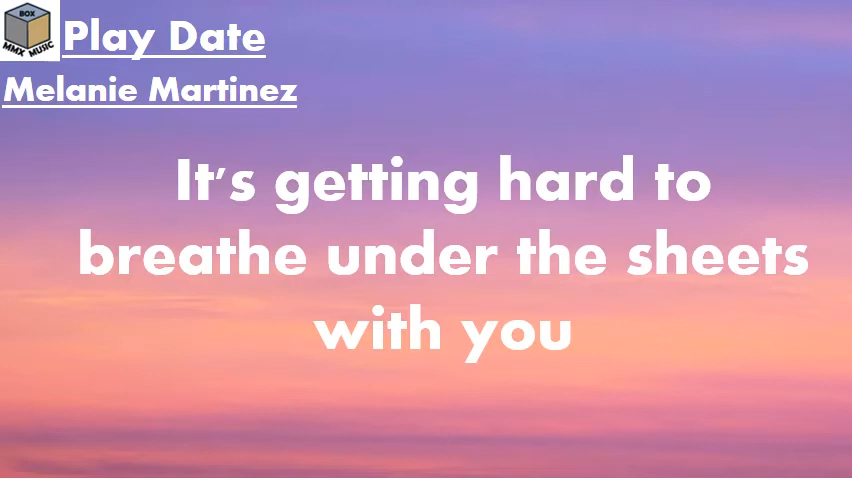 BOX
MMX MUSIC
Play Date
Melanie Martinez
It's getting hard to
breathe under the sheets
with you